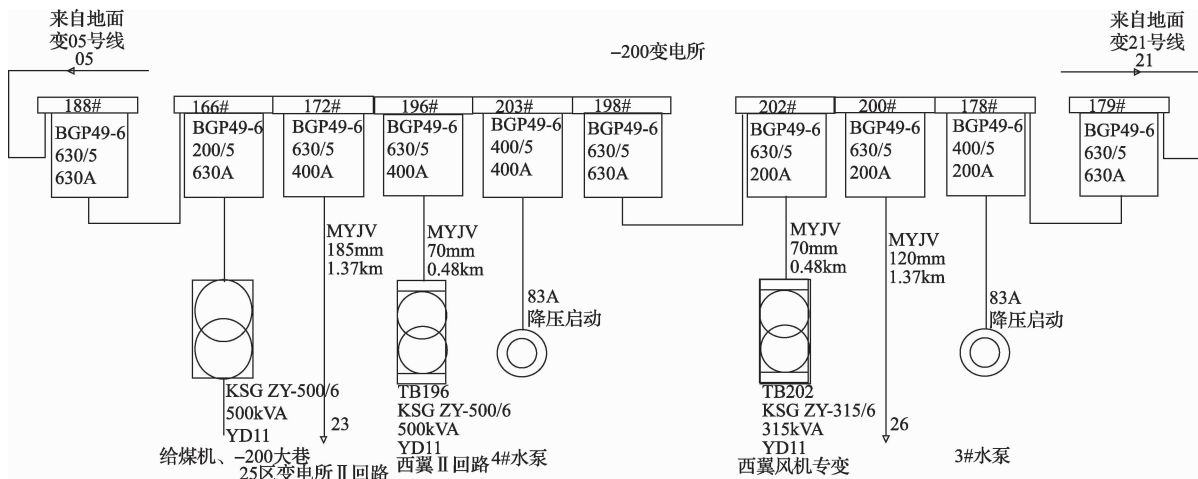 来自地面
变05号线
05
-200变电所
来自地面
变21号线
21
188#
BGP49-6
630/5
630A
166#
BGP49-6
200/5
630A
172#
BGP49-6
630/5
400A
196#
BGP49-6
630/5
400A
203#
BGP49-6
400/5
400A
198#
BGP49-6
630/5
630A
202#
BGP49-6
630/5
200A
200#
BGP49-6
630/5
200A
178#
BGP49-6
400/5
200A
179#
BGP49-6
630/5
630A
MYJV
185mm
1.37km
MYJV
70mm
0.48km
83A
降压启动
MYJV
70mm
0.48km
MYJV
120mm
1.37km
83A
降压启动
KSG ZY-500/6
500kVA
YD11
给煤机、-200大巷
23
25区变电所Ⅱ回路
TB196
KSG ZY-500/6
500kVA
YD11
西翼Ⅱ回路
4#水泵
TB202
KSG ZY-315/6
315kVA
YD11
西翼风机专变
26
3#水泵